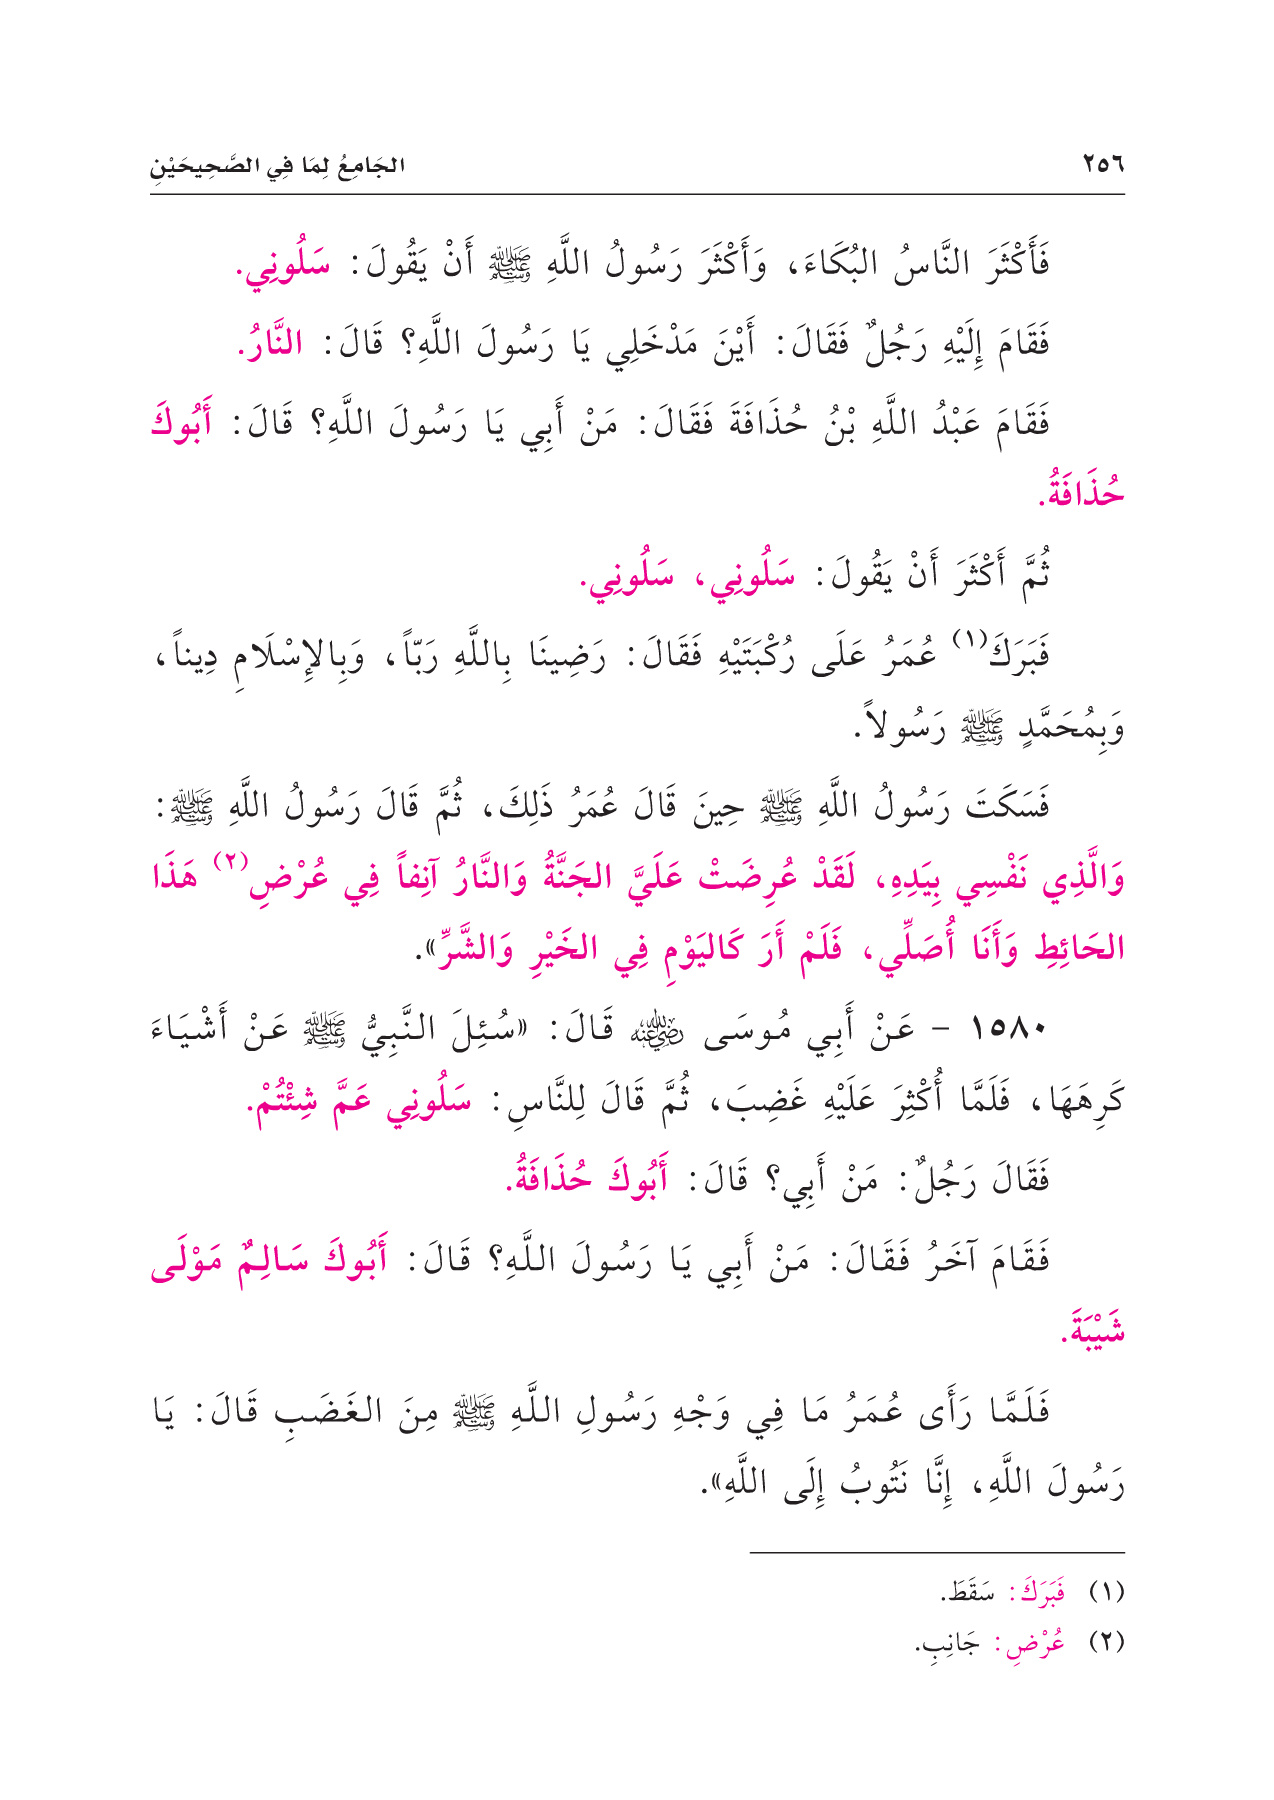 ٢٥٦
الجَامِعُ لِمَا فِي الصَّحِيحَيْنِ
فَأَكْثَرَ النَّاسُ البُكَاءَ، وَأَكْثَرَ رَسُولُ اللَّهِ ﷺ أَنْ يَقُولَ: سَلُونِي.
فَقَامَ إِلَيْهِ رَجُلٌ فَقَالَ: أَيْنَ مَدْخَلِي يَا رَسُولَ اللَّهِ؟ قَالَ: النَّارُ.
فَقَامَ عَبْدُ اللَّهِ بْنُ حُذَافَةَ فَقَالَ: مَنْ أَبِي يَا رَسُولَ اللَّهِ؟ قَالَ: أَبُوكَ
حُذَافَةُ.
ثُمَّ أَكْثَرَ أَنْ يَقُولَ: سَلُونِي، سَلُونِي.
فَبَرَكَ(١) عُمَرُ عَلَى رُكْبَتَيْهِ فَقَالَ: رَضِينَا بِاللَّهِ رَبّاً، وَبِالإِسْلَامِ دِيناً،
وَبِمُحَمَّدٍ ﷺ رَسُولاً.
فَسَكَتَ رَسُولُ اللَّهِ ﷺ حِينَ قَالَ عُمَرُ ذَلِكَ، ثُمَّ قَالَ رَسُولُ اللَّهِ ﷺ:
وَالَّذِي نَفْسِي بِيَدِهِ، لَقَدْ عُرِضَتْ عَلَيَّ الجَنَّةُ وَالنَّارُ آنِفاً فِي عُرْضِ(٢) هَذَا
الحَائِطِ وَأَنَا أُصَلِّي، فَلَمْ أَرَ كَاليَوْمِ فِي الخَيْرِ وَالشَّرِّ».
١٥٨٠ - عَنْ أَبِي مُوسَى رضي الله عنه قَالَ: «سُئِلَ النَّبِيُّ ﷺ عَنْ أَشْيَاءَ
كَرِهَهَا، فَلَمَّا أُكْثِرَ عَلَيْهِ غَضِبَ، ثُمَّ قَالَ لِلنَّاسِ: سَلُونِي عَمَّ شِئْتُمْ.
فَقَالَ رَجُلٌ: مَنْ أَبِي؟ قَالَ: أَبُوكَ حُذَافَةُ.
فَقَامَ آخَرُ فَقَالَ: مَنْ أَبِي يَا رَسُولَ اللَّهِ؟ قَالَ: أَبُوكَ سَالِمٌ مَوْلَى
شَيْبَةَ.
فَلَمَّا رَأَى عُمَرُ مَا فِي وَجْهِ رَسُولِ اللَّهِ ﷺ مِنَ الغَضَبِ قَالَ: يَا
رَسُولَ اللَّهِ، إِنَّا نَتُوبُ إِلَى اللَّهِ».
(١) فَبَرَكَ: سَقَطَ.
(٢) عُرْضِ: جَانِبِ.